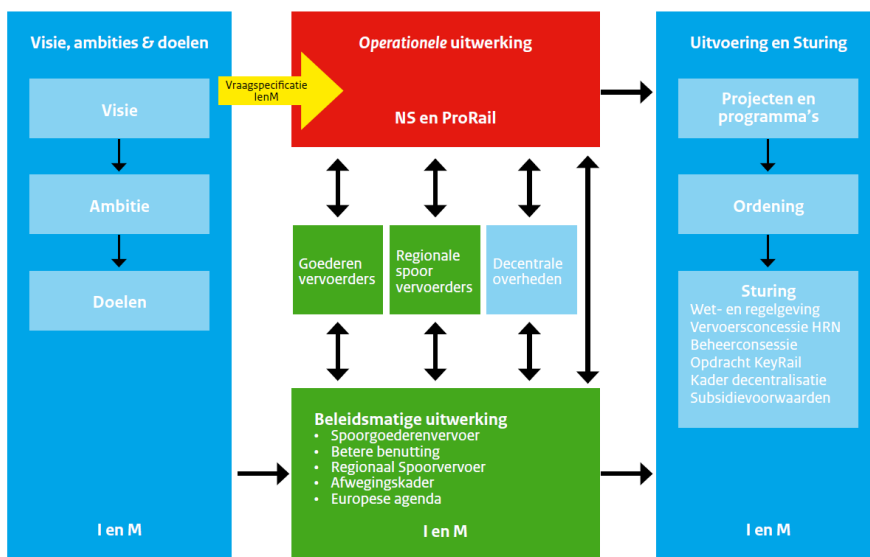 Visie, ambities & doelen
Visie
Ambitie
Doelen
I en M
Vraagspecificatie
IenM
Operationele uitwerking
NS en ProRail
Goederen
vervoerders
Regionale
spoor
vervoerders
Decentrale
overheden
Beleidsmatige uitwerking
• Spoorgoederenvervoer
• Betere benutting
• Regionaal Spoorvervoer
• Afwegingskader
• Europese agenda
I en M
Uitvoering en Sturing
Projecten en
programma's
Ordening
Sturing
Wet- en regelgeving
Vervoersconcessie HRN
Beheerconsessie
Opdracht KeyRail
Kader decentralisatie
Subsidievoorwaarden
I en M